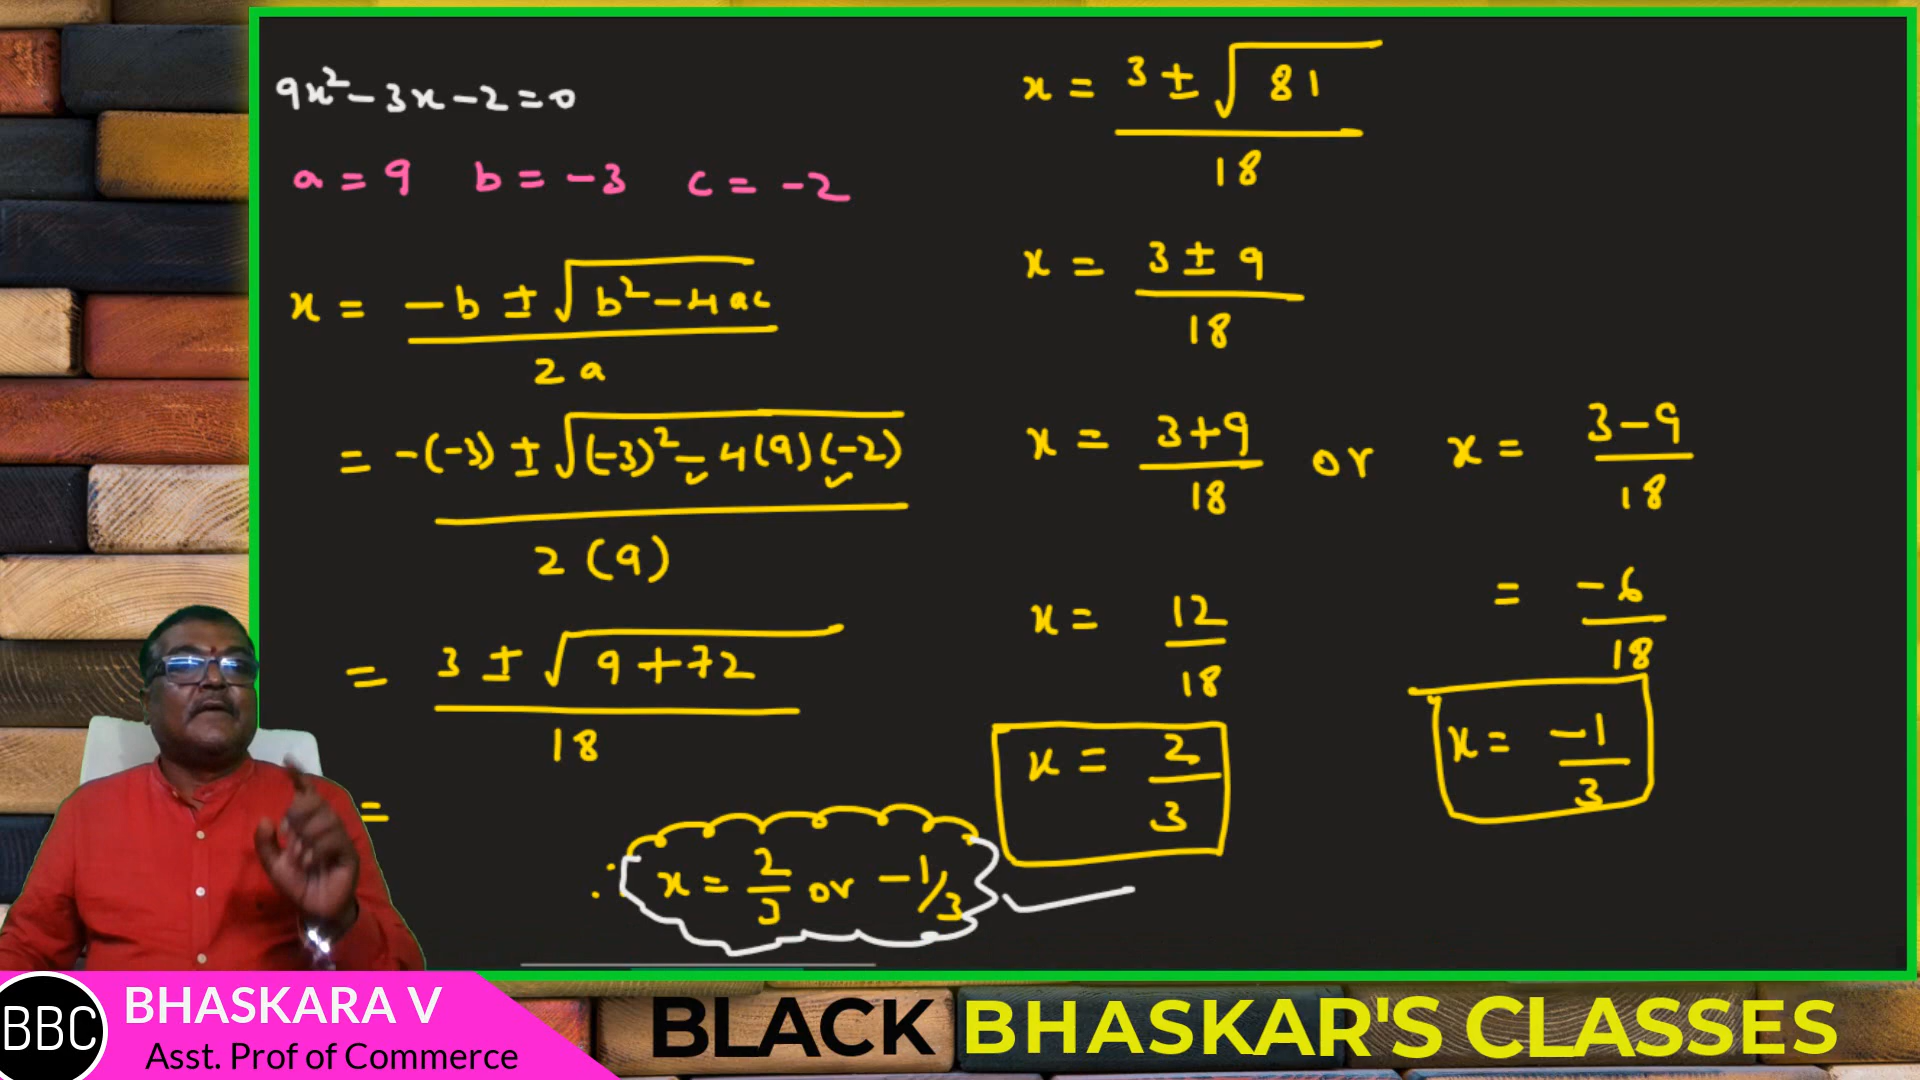 9x² - 3x - 2 = 0
a = 9 b = -3 c = -2
x = -b ± √b² - 4ac
2a
= -(-3) ± √(-3)² - 4(9)(-2)
2(9)
= 3 ± √9 + 72
18
=
x = 3 ± √81
18
x = 3 ± 9
18
x = 3 + 9 or x = 3 - 9
18 18
x = 12 = -6
18 18
x = 2 x = -1
3 3
∴ x = 2/3 or -1/3
BBC
BHASKARA V
Asst. Prof of Commerce
BLACK BHASKAR'S CLASSES